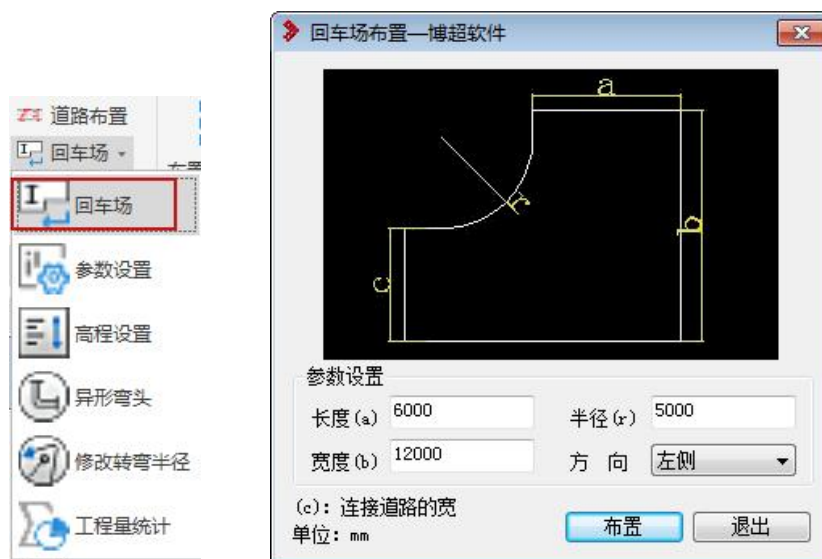 道路布置
回车场
回车场
参数设置
高程设置
异形弯头
修改转弯半径
工程量统计
回车场布置—博超软件
a
r
b
c
参数设置
长度(a) 6000 半径(r) 5000
宽度(b) 12000 方 向 左侧
(c): 连接道路的宽
单位: mm 布置 退出